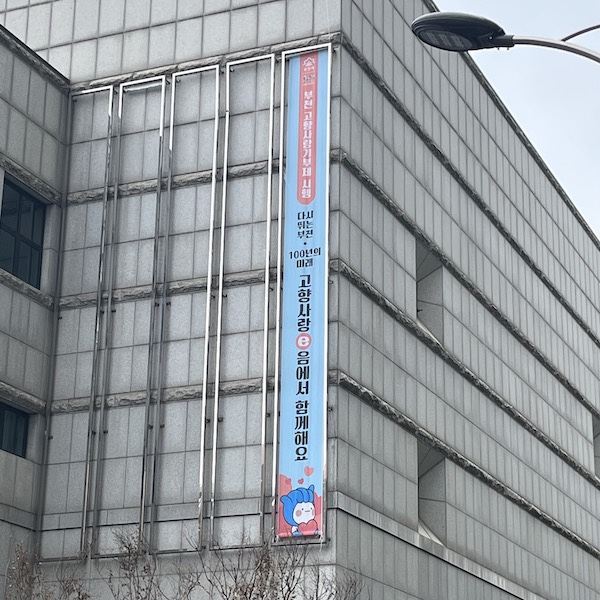 부천 고향사랑기부제 시행
다시
뛰는
부천
•
100년의
미래
고향사랑e음에서 함께해요